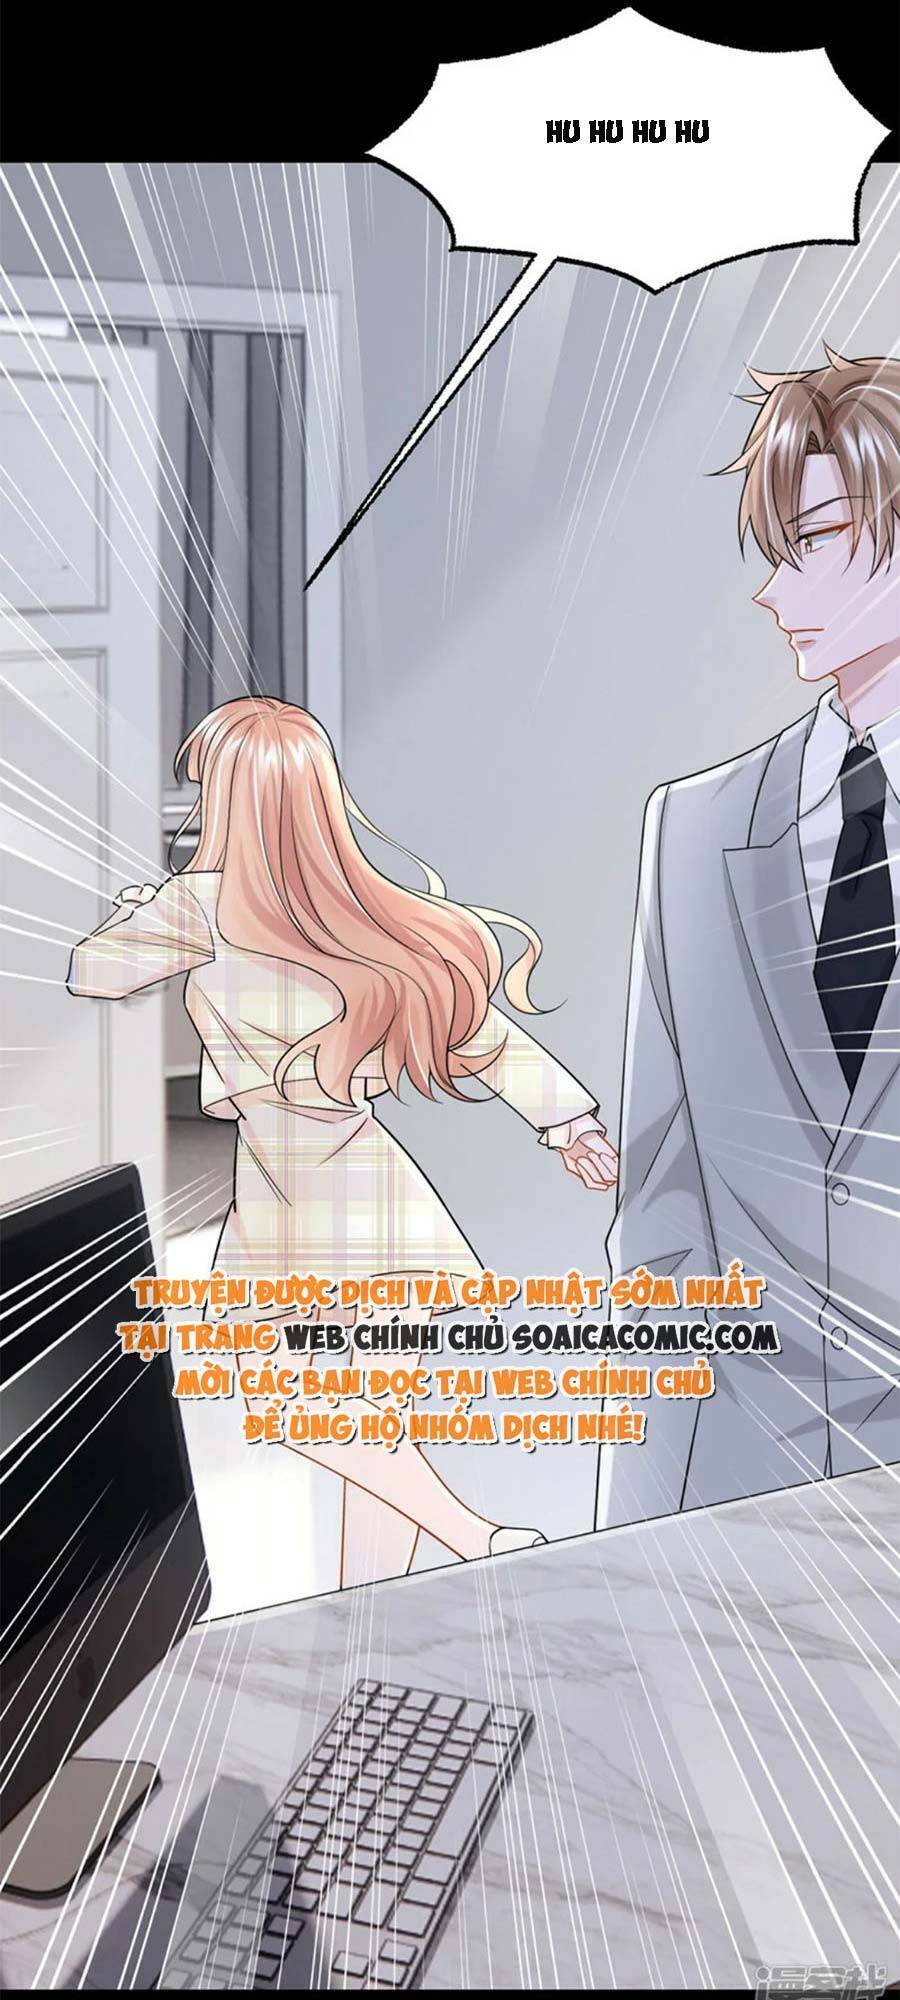 HU HU HU HU
TRUYỆN ĐƯỢC DỊCH VÀ CẬP NHẬT SỚM NHẤT
TẠI TRANG WEB CHÍNH CHỦ SOAICACOMIC.COM
MỜI CÁC BẠN ĐỌC TẠI WEB CHÍNH CHỦ
ĐỂ ỦNG HỘ NHÓM DỊCH NHÉ!